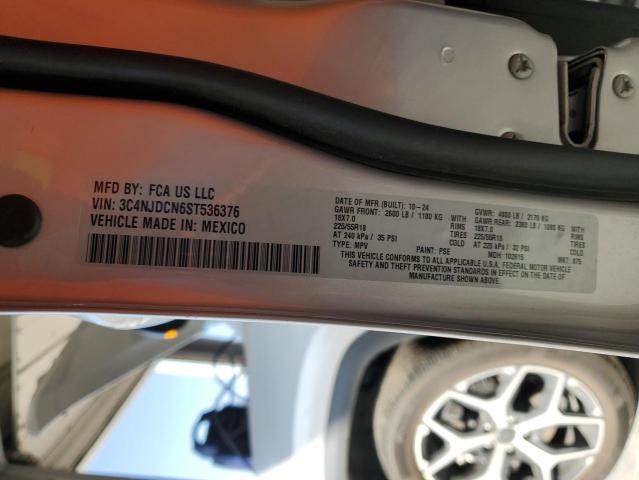 MFD BY: FCA US LLC
VIN: 3C4NJDCN6ST536376
VEHICLE MADE IN: MEXICO
DATE OF MFR (BUILT): 10-24
GAWR FRONT: 2600 LB / 1180 KG
18X7.0 RIMS
225/55R18 TIRES
AT 240 kPa / 35 PSI COLD
TYPE: MPV PAINT: PSE
GVWR: 4800 LB / 2178 KG
GAWR REAR: 2380 LB / 1080 KG
18X7.0 RIMS
225/55R18 TIRES
AT 220 kPa / 32 PSI COLD
MDH: 102815 MKT: 075
THIS VEHICLE CONFORMS TO ALL APPLICABLE U.S.A. FEDERAL MOTOR VEHICLE
SAFETY AND THEFT PREVENTION STANDARDS IN EFFECT ON THE DATE OF
MANUFACTURE SHOWN ABOVE.